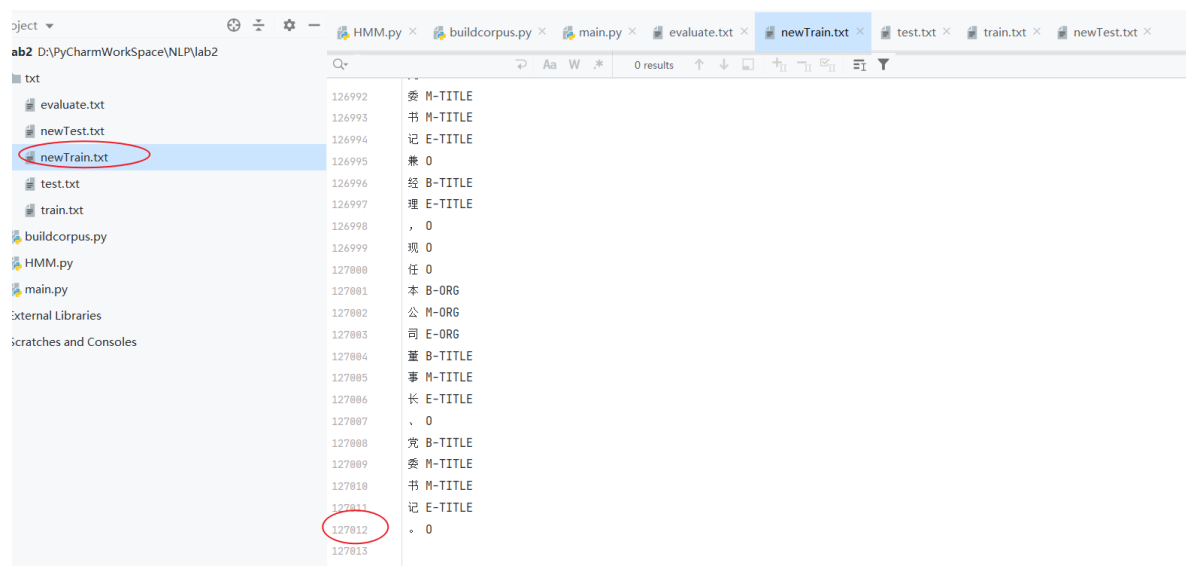 oject
HMM.py buildcorpus.py main.py evaluate.txt newTrain.txt test.txt train.txt newTest.txt
ab2 D:\PyCharmWorkSpace\NLP\lab2
txt
evaluate.txt
newTest.txt
newTrain.txt
test.txt
train.txt
buildcorpus.py
HMM.py
main.py
External Libraries
Scratches and Consoles
Aa W .* 0 results
126992 委 M-TITLE
126993 书 M-TITLE
126994 记 E-TITLE
126995 兼 O
126996 经 B-TITLE
126997 理 E-TITLE
126998 , O
126999 现 O
127000 任 O
127001 本 B-ORG
127002 公 M-ORG
127003 司 E-ORG
127004 董 B-TITLE
127005 事 M-TITLE
127006 长 E-TITLE
127007 、 O
127008 党 B-TITLE
127009 委 M-TITLE
127010 书 M-TITLE
127011 记 E-TITLE
127012 。 O
127013